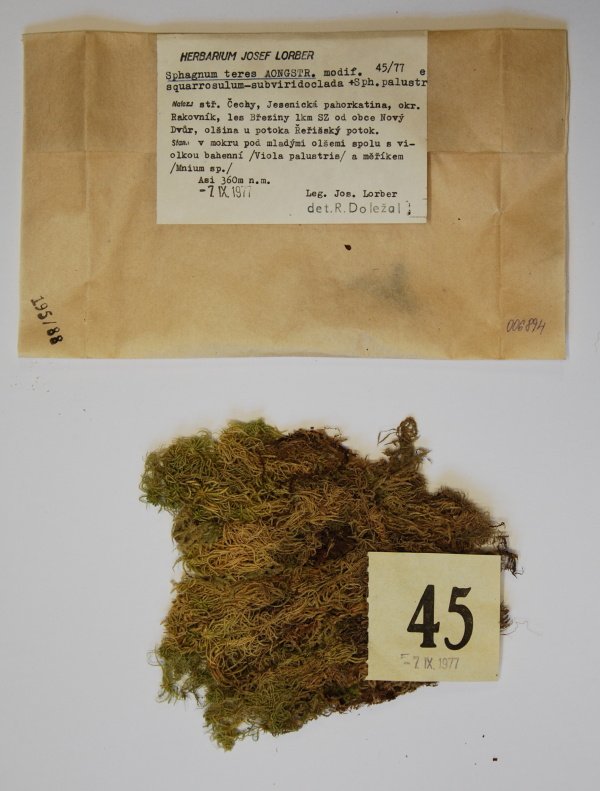 HERBARIUM JOSEF LORBER
Sphagnum teres AONGSTR. modif. 45/77 e
squarrosulum-subviridoclada +Sph.palustr
Nalez: stř. Čechy, Jesenická pahorkatina, okr.
Rakovník, les Březiny 1km SZ od obce Nový
Dvůr, olšina u potoka Řeřišský potok.
Stan: v mokru pod mladými olšemi spolu s vi-
olkou bahenní /Viola palustris/ a měříkem
/Mnium sp./
Asi 360m n.m.
-7. IX. 1977 Leg. Jos. Lorber
det.R.Doležal
195/88
006894
45
-7. IX. 1977